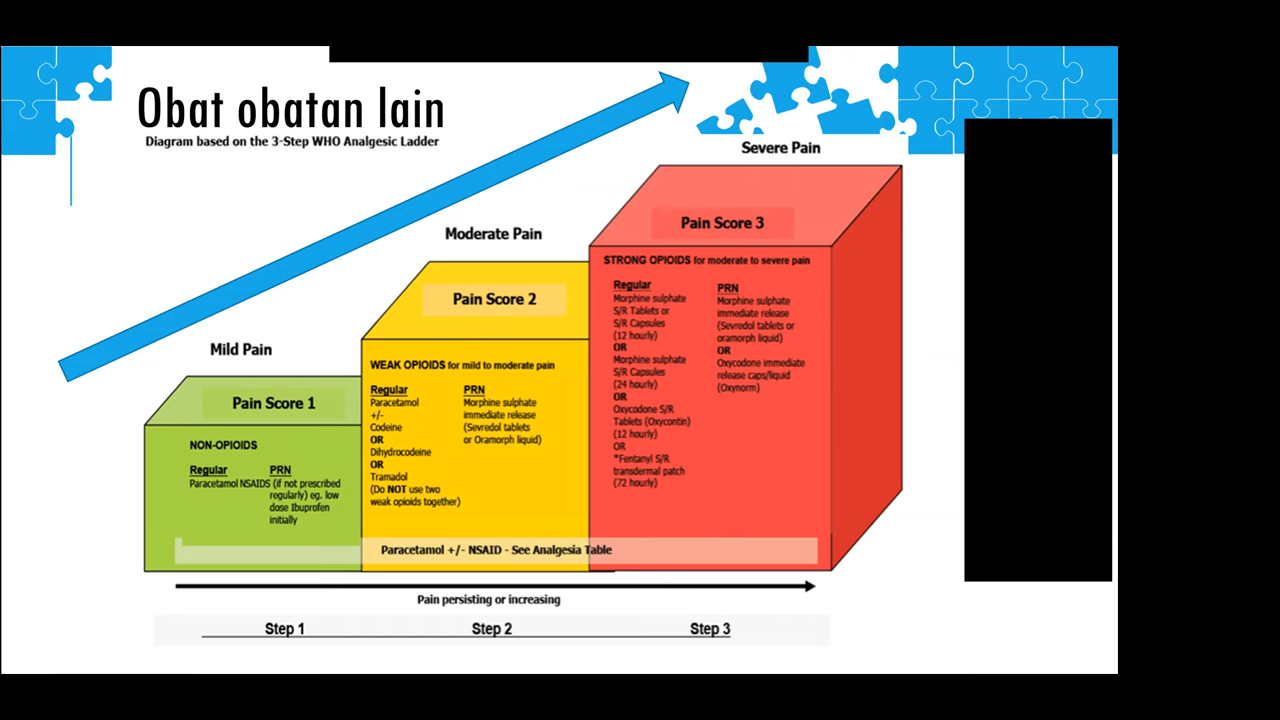 Obat obatan lain
Diagram based on the 3-Step WHO Analgesic Ladder
Severe Pain
Pain Score 3
STRONG OPIOIDS for moderate to severe pain
Regular
Morphine sulphate
S/R Tablets or
S/R Capsules
(12 hourly)
OR
Morphine sulphate
S/R Capsules
(24 hourly)
OR
Oxycodone S/R
Tablets (Oxycontin)
(12 hourly)
OR
*Fentanyl S/R
transdermal patch
(72 hourly)
PRN
Morphine sulphate
immediate release
(Sevredol tablets or
oramorph liquid)
OR
Oxycodone immediate
release caps/liquid
(Oxynorm)
Moderate Pain
Pain Score 2
WEAK OPIOIDS for mild to moderate pain
Regular
Paracetamol
+/-
Codeine
OR
Dihydrocodeine
OR
Tramadol
(Do NOT use two
weak opioids together)
PRN
Morphine sulphate
immediate release
(Sevredol tablets
or Oramorph liquid)
Mild Pain
Pain Score 1
NON-OPIOIDS
Regular
Paracetamol
PRN
NSAIDS (if not prescribed
regularly) eg. low
dose Ibuprofen
initially
Paracetamol +/- NSAID - See Analgesia Table
Pain persisting or increasing
Step 1 Step 2 Step 3